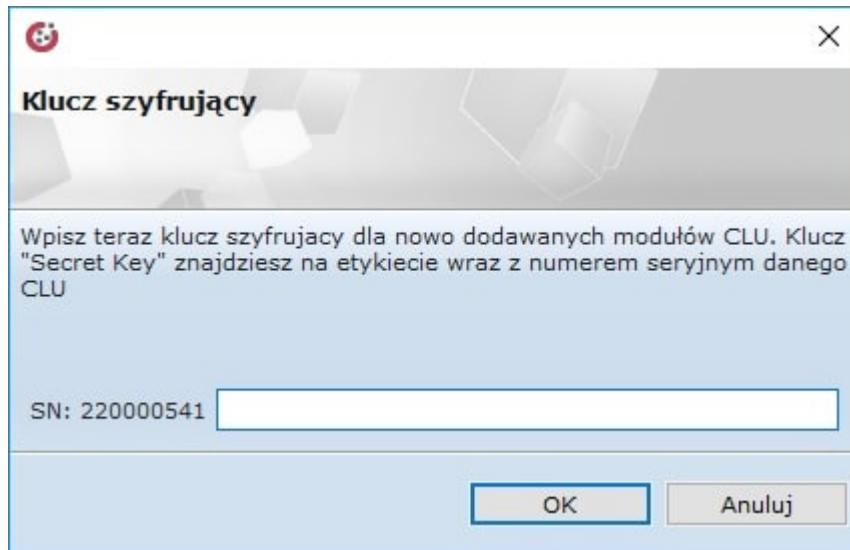 Klucz szyfrujący
Wpisz teraz klucz szyfrujacy dla nowo dodawanych modułów CLU. Klucz
"Secret Key" znajdziesz na etykiecie wraz z numerem seryjnym danego
CLU
SN: 220000541
OK Anuluj